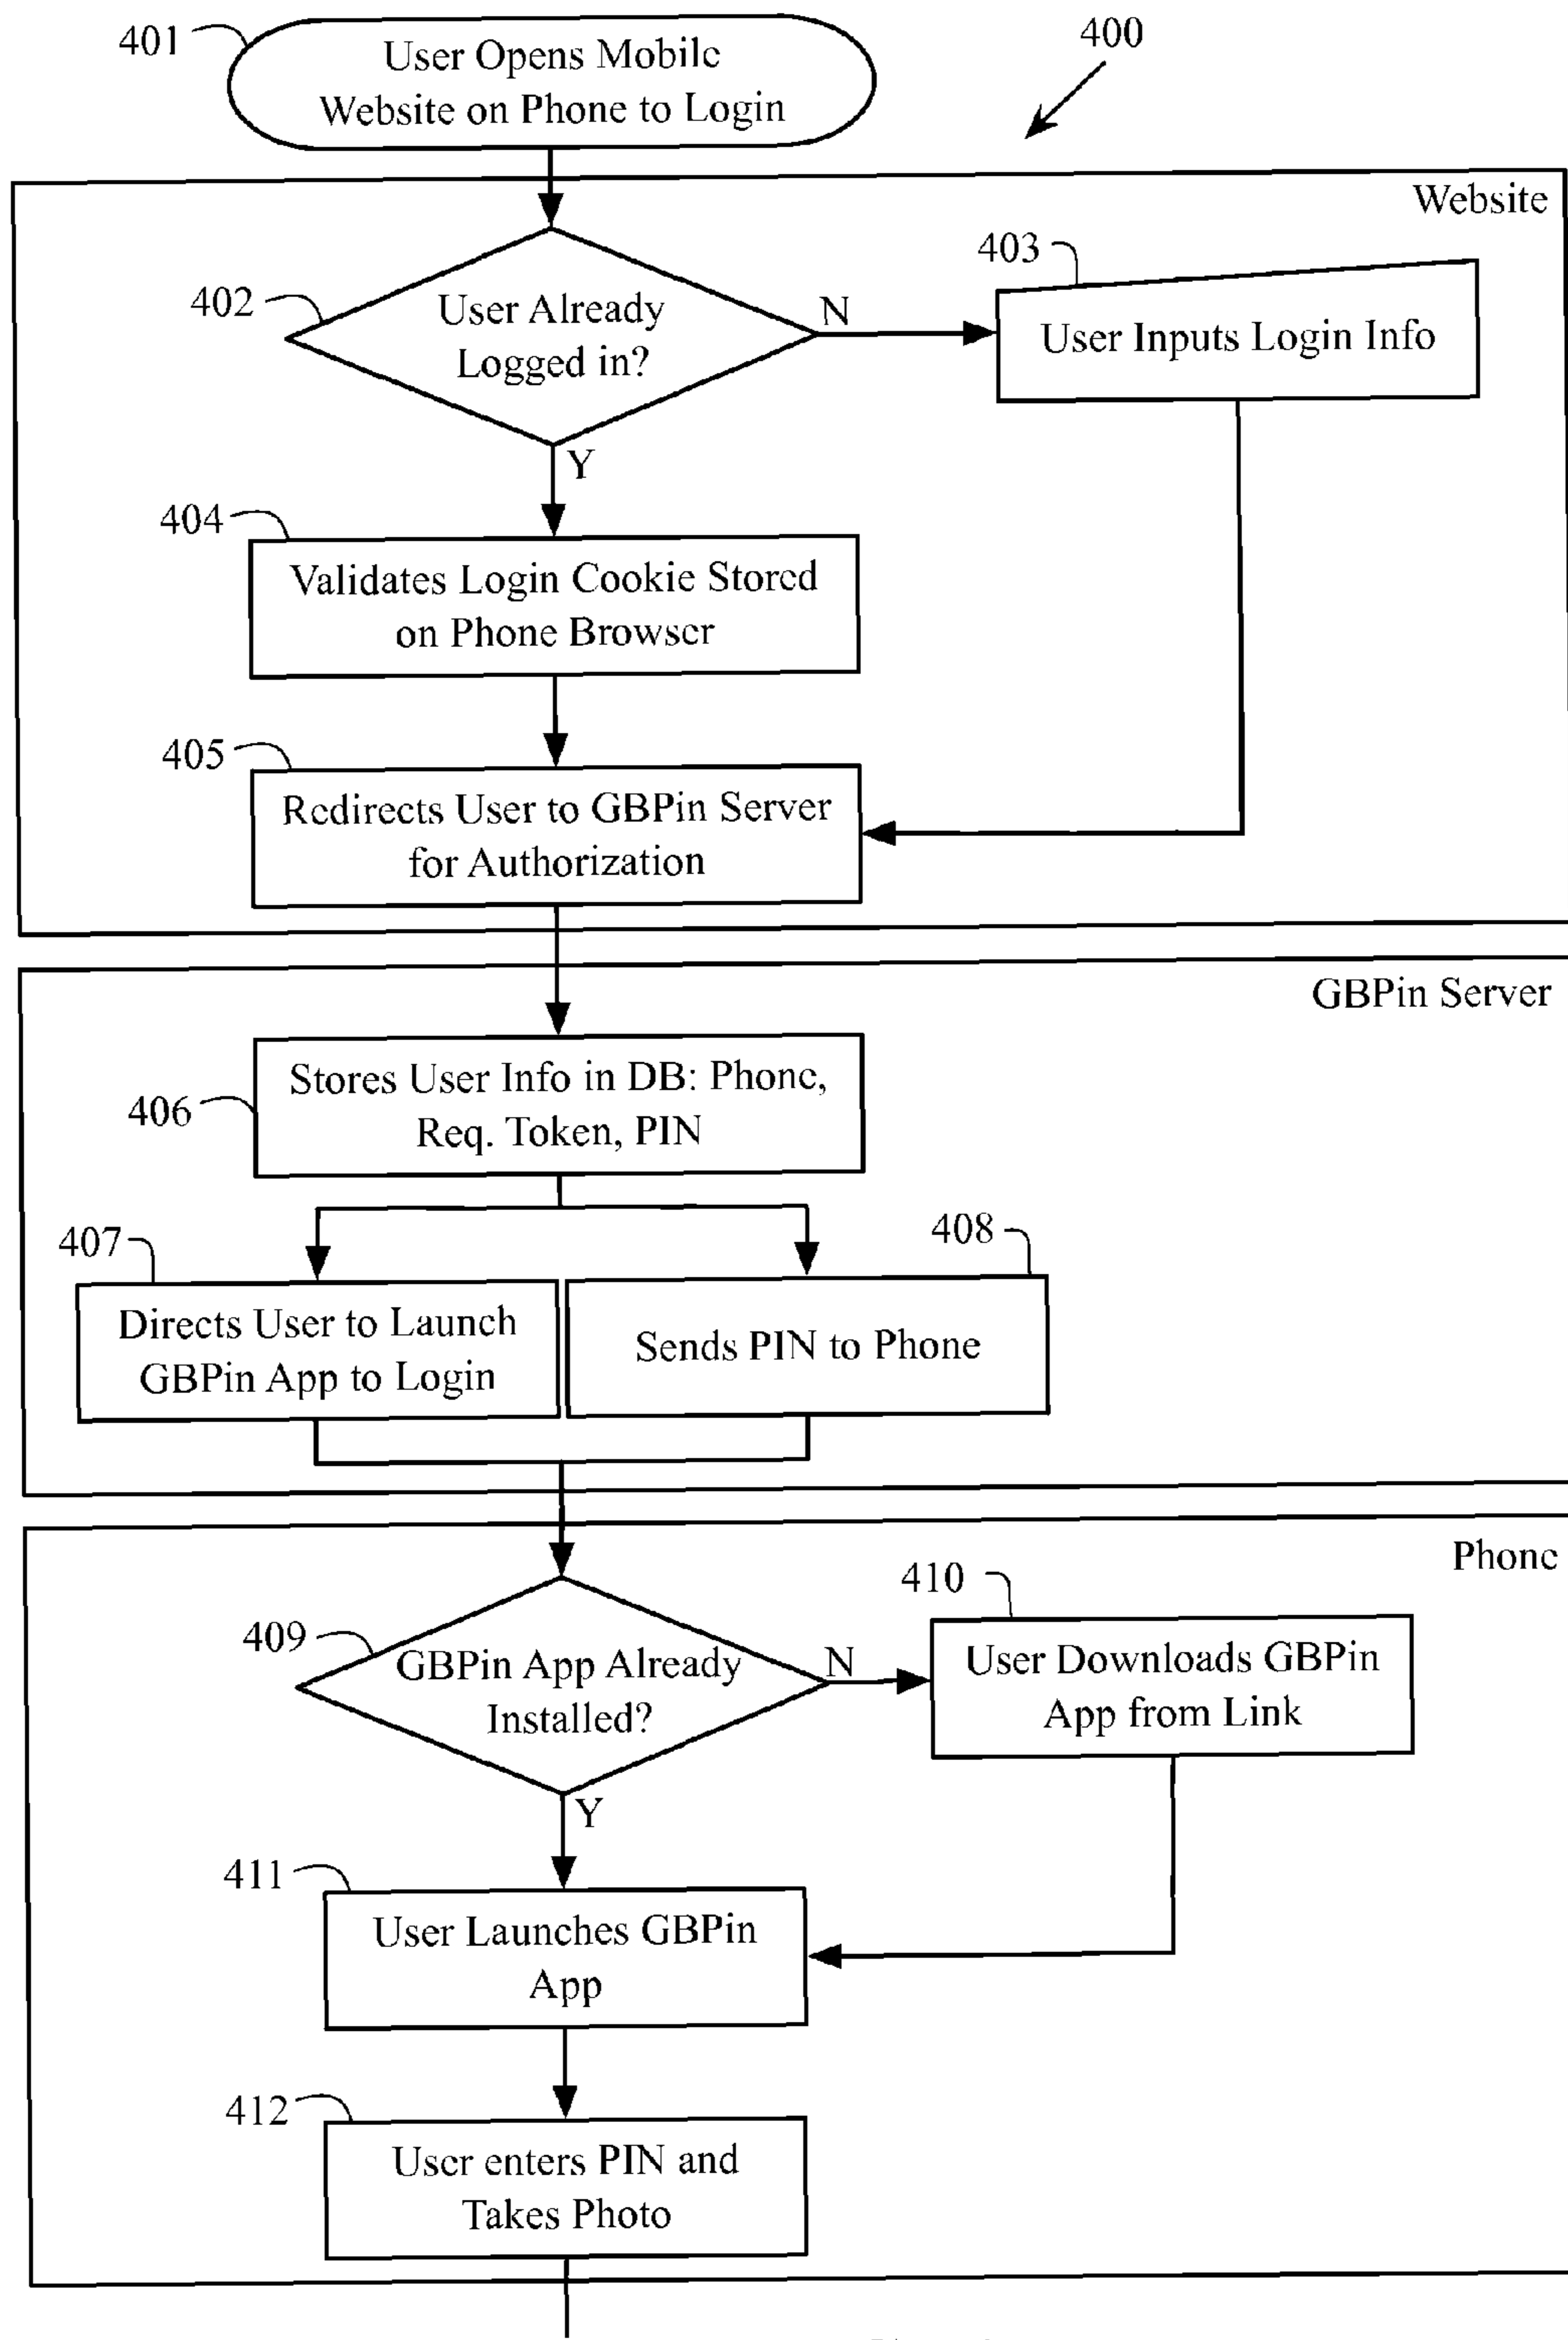 401
User Opens Mobile
Website on Phone to Login
400
Website
402
User Already
Logged in?
N
403
User Inputs Login Info
Y
404
Validates Login Cookie Stored
on Phone Browser
405
Redirects User to GBPin Server
for Authorization
GBPin Server
406
Stores User Info in DB: Phone,
Req. Token, PIN
407
Directs User to Launch
GBPin App to Login
408
Sends PIN to Phone
Phone
409
GBPin App Already
Installed?
N
410
User Downloads GBPin
App from Link
Y
411
User Launches GBPin
App
412
User enters PIN and
Takes Photo